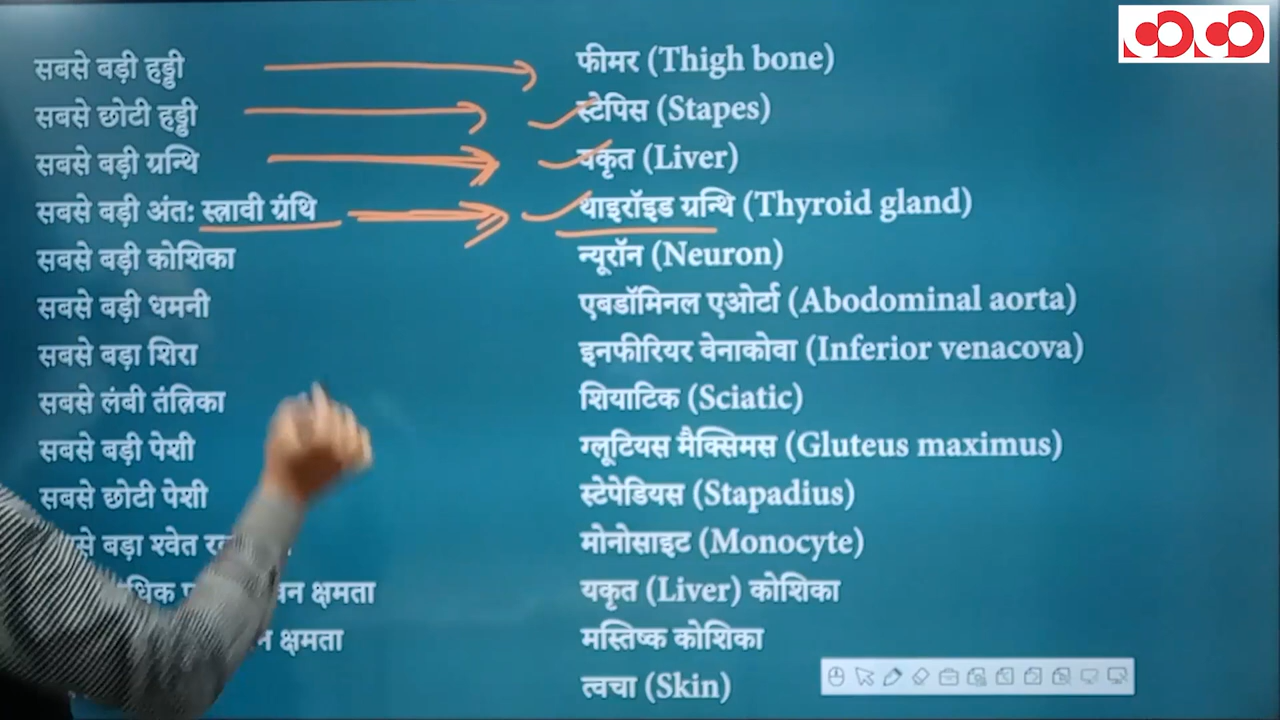 सबसे बड़ी हड्डी फीमर (Thigh bone)
सबसे छोटी हड्डी स्टेपिस (Stapes)
सबसे बड़ी ग्रन्थि यकृत (Liver)
सबसे बड़ी अंत: स्त्रावी ग्रंथि थाइरॉइड ग्रन्थि (Thyroid gland)
सबसे बड़ी कोशिका न्यूरॉन (Neuron)
सबसे बड़ी धमनी एबडॉमिनल एओर्टा (Abodominal aorta)
सबसे बड़ा शिरा इनफीरियर वेनाकोवा (Inferior venacova)
सबसे लंबी तंत्रिका शियाटिक (Sciatic)
सबसे बड़ी पेशी ग्लूटियस मैक्सिमस (Gluteus maximus)
सबसे छोटी पेशी स्टेपेडियस (Stapadius)
बड़ा श्वेत मोनोसाइट (Monocyte)
क्षमता यकृत (Liver) कोशिका
क्षमता मस्तिष्क कोशिका
त्वचा (Skin)